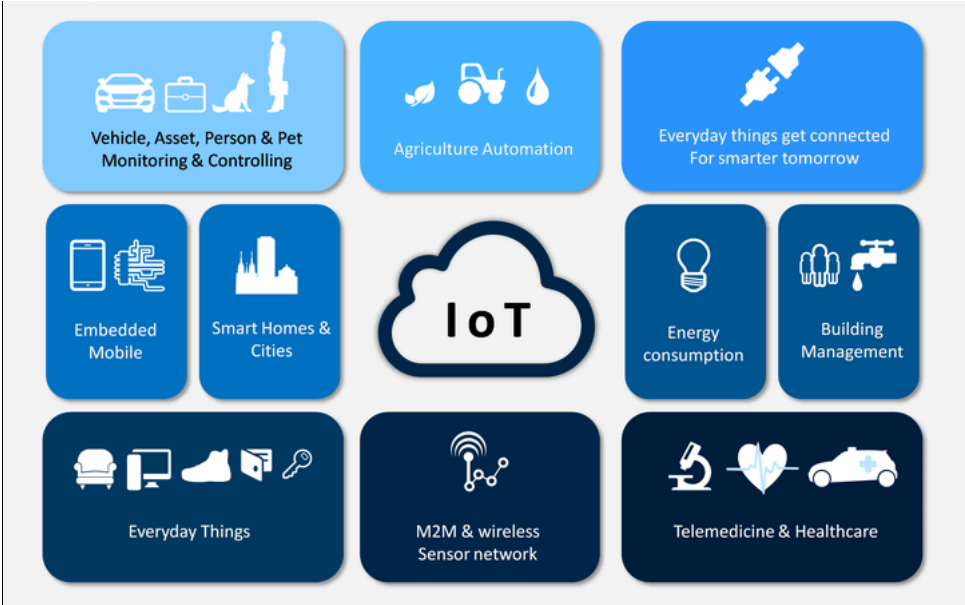 Vehicle, Asset, Person & Pet
Monitoring & Controlling
Agriculture Automation
Everyday things get connected
For smarter tomorrow
Embedded
Mobile
Smart Homes &
Cities
IoT
Energy
consumption
Building
Management
Everyday Things
M2M & wireless
Sensor network
Telemedicine & Healthcare